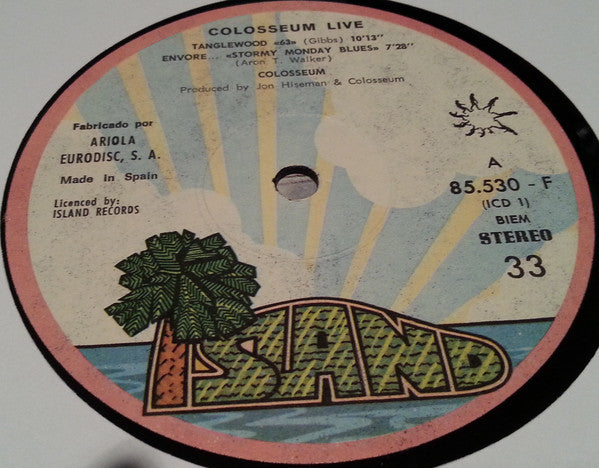 COLOSSEUM LIVE
TANGLEWOOD «63» (Gibbs) 10'13''
ENVORE... «STORMY MONDAY BLUES» 7'28''
(Aron T. Walker)
COLOSSEUM
Produced by Jon Hiseman & Colosseum
Fabricado por
ARIOLA
EURODISC, S. A.
Made in Spain
Licenced by:
ISLAND RECORDS
A
85.530 - F
(ICD 1)
BIEM
STEREO
33
ISLAND